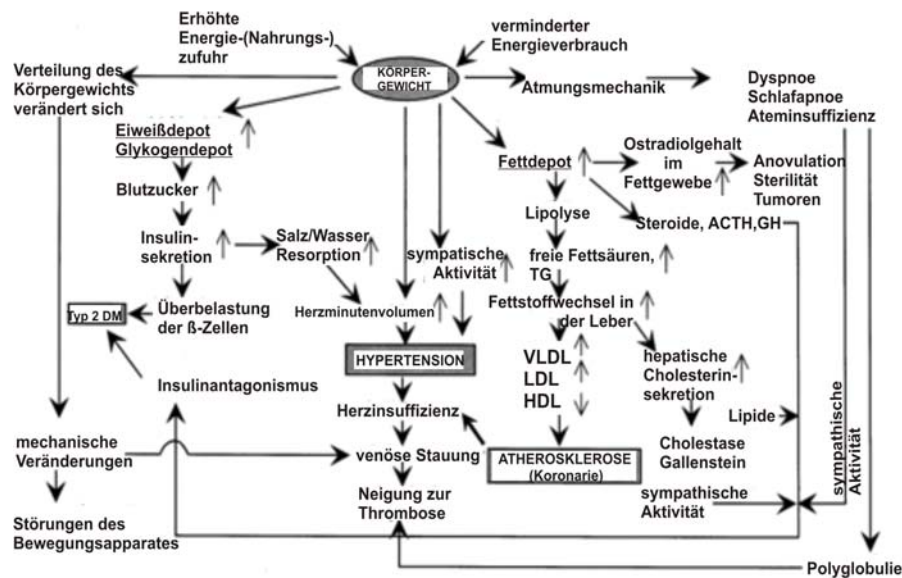 Erhöhte
Energie-(Nahrungs-)
zufuhr
verminderter
Energieverbrauch
KÖRPER-
GEWICHT
Verteilung des
Körpergewichts
verändert sich
Atmungsmechanik
Dyspnoe
Schlafapnoe
Ateminsuffizienz
Eiweißdepot
Glykogendepot
Fettdepot
Ostradiolgehalt
im
Fettgewebe
Anovulation
Sterilität
Tumoren
Blutzucker
Lipolyse
Steroide, ACTH,GH
Insulin-
sekretion
Salz/Wasser
Resorption
sympatische
Aktivität
freie Fettsäuren,
TG
Typ 2 DM
Überbelastung
der ß-Zellen
Herzminutenvolumen
Fettstoffwechsel in
der Leber
HYPERTENSION
VLDL
LDL
HDL
hepatische
Cholesterin-
sekretion
Insulinantagonismus
Herzinsuffizienz
Lipide
sympathische
Aktivität
mechanische
Veränderungen
venöse Stauung
ATHEROSKLEROSE
(Koronarie)
Cholestase
Gallenstein
Neigung zur
Thrombose
sympathische
Aktivität
Störungen des
Bewegungsapparates
Polyglobulie